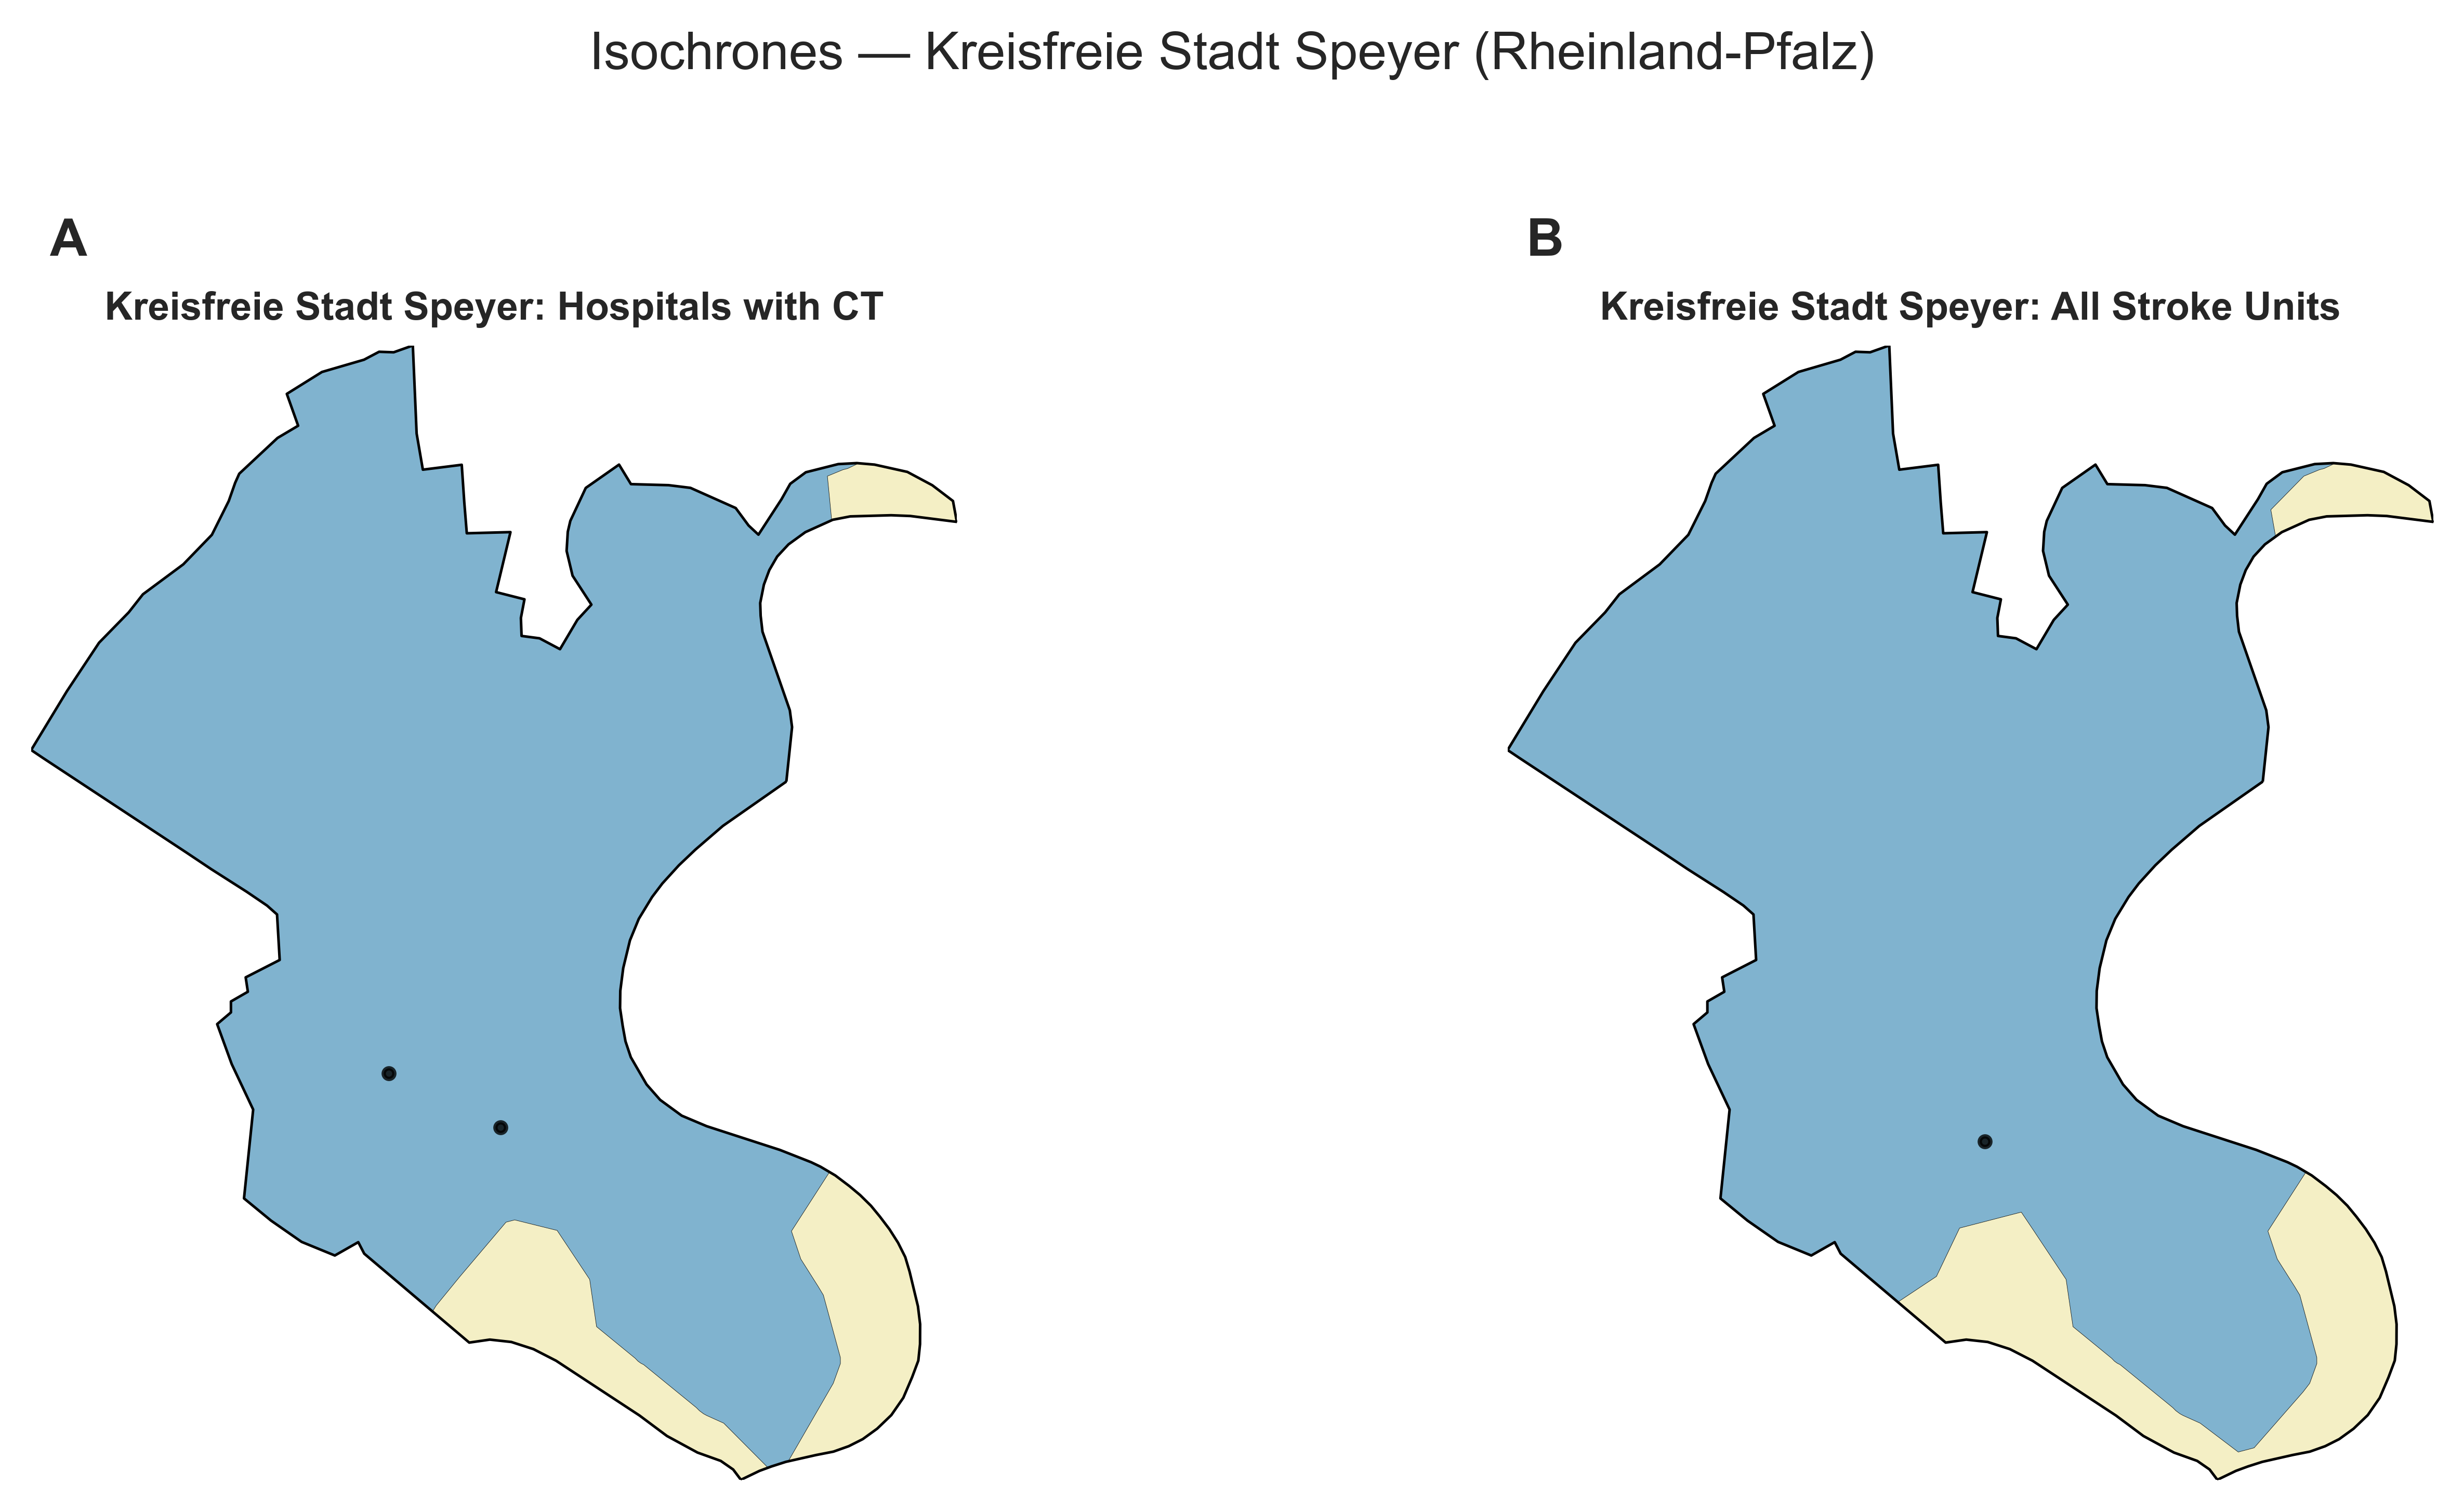 Isochrones — Kreisfreie Stadt Speyer (Rheinland-Pfalz)
A
Kreisfreie Stadt Speyer: Hospitals with CT
B
Kreisfreie Stadt Speyer: All Stroke Units